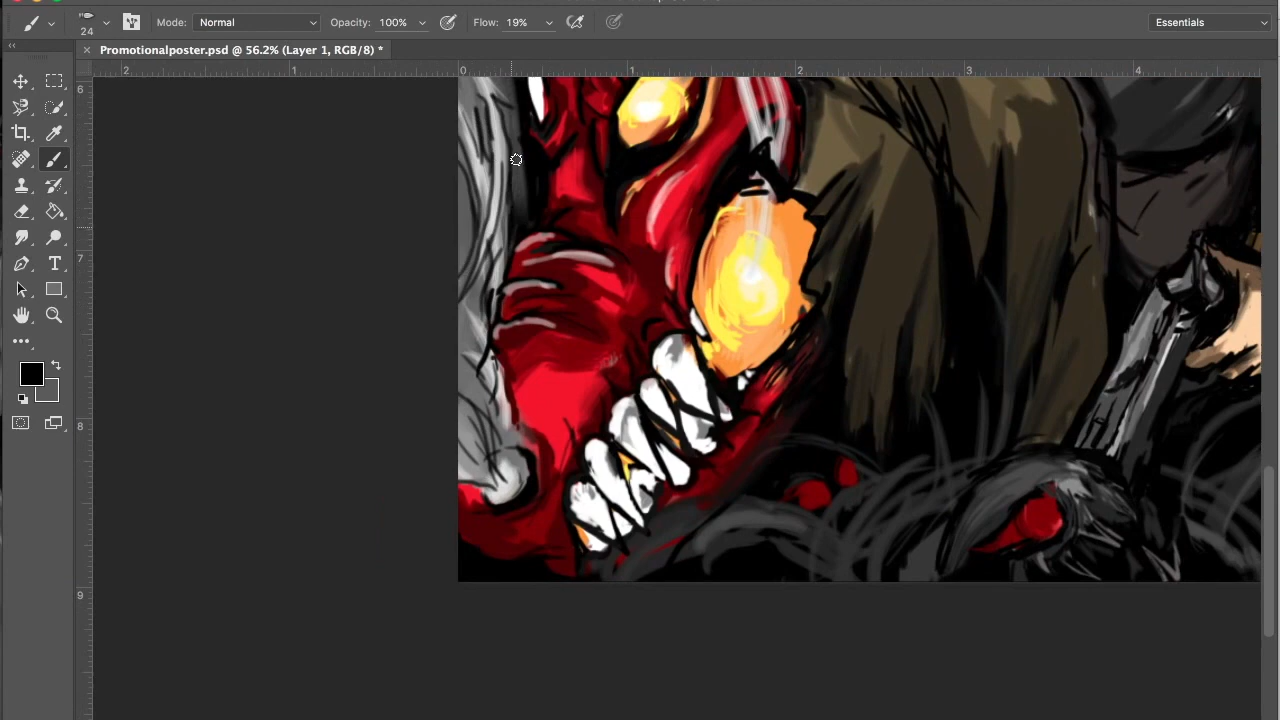 24
Mode: Normal Opacity: 100% Flow: 19% Essentials
Promotionalposter.psd @ 56.2% (Layer 1, RGB/8) *
2 1 0 1 2 3 4
6
7
8
9
T